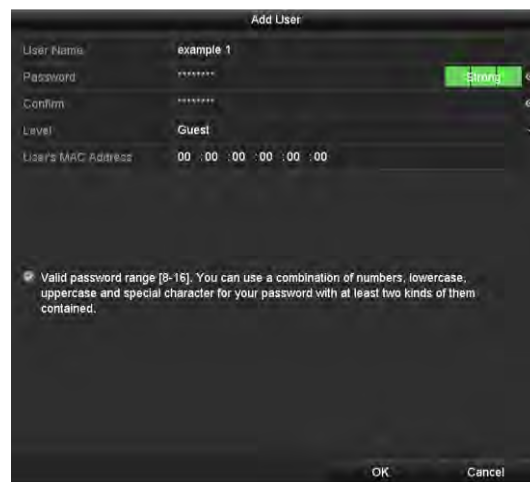 Add User
User Name example 1
Password ******** Strong
Confirm ********
Level Guest
User's MAC Address 00 :00 :00 :00 :00 :00
Valid password range [8-16]. You can use a combination of numbers, lowercase,
uppercase and special character for your password with at least two kinds of them
contained.
OK Cancel